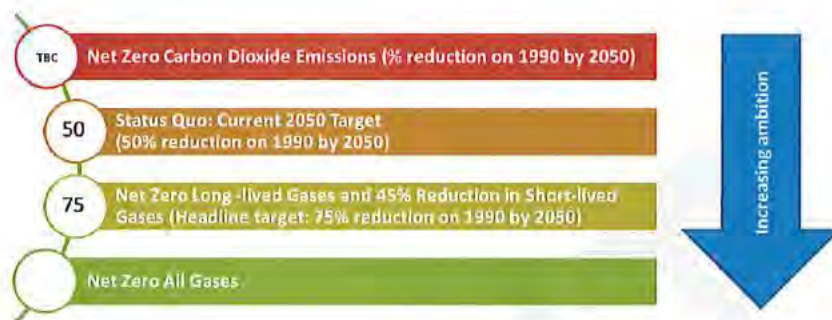 TBC
Net Zero Carbon Dioxide Emissions (% reduction on 1990 by 2050)
50
Status Quo: Current 2050 Target
(50% reduction on 1990 by 2050)
75
Net Zero Long-lived Gases and 45% Reduction in Short-lived
Gases (Headline target: 75% reduction on 1990 by 2050)
Net Zero All Gases
Increasing ambition